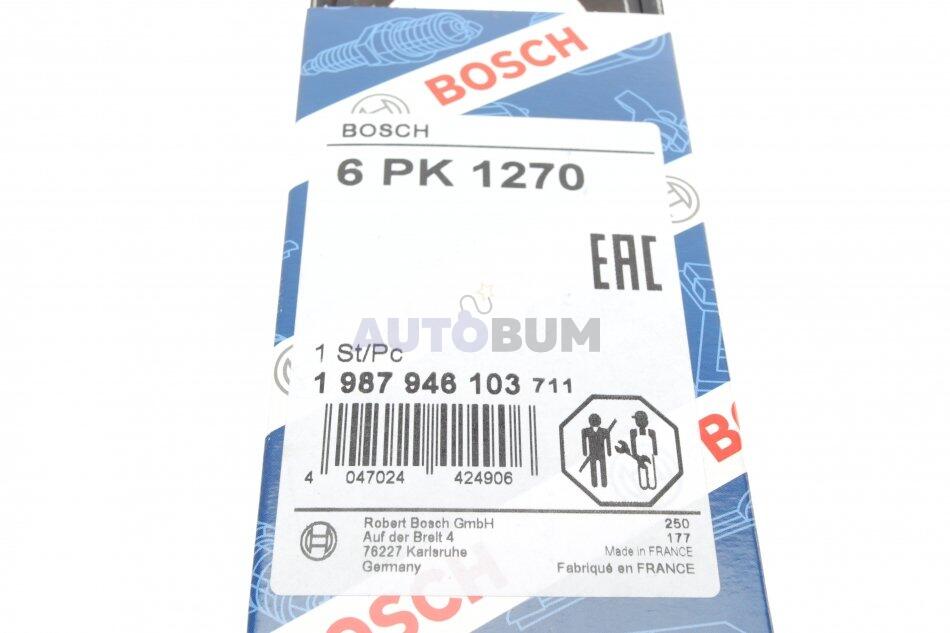 BOSCH
BOSCH
6 PK 1270
EAC
AUTOBUM
1 St/Pc
1 987 946 103 711
4 047024 424906
Robert Bosch GmbH 250
Auf der Breit 4 177
76227 Karlsruhe Made in FRANCE
Germany Fabriqué en FRANCE
BOSCH